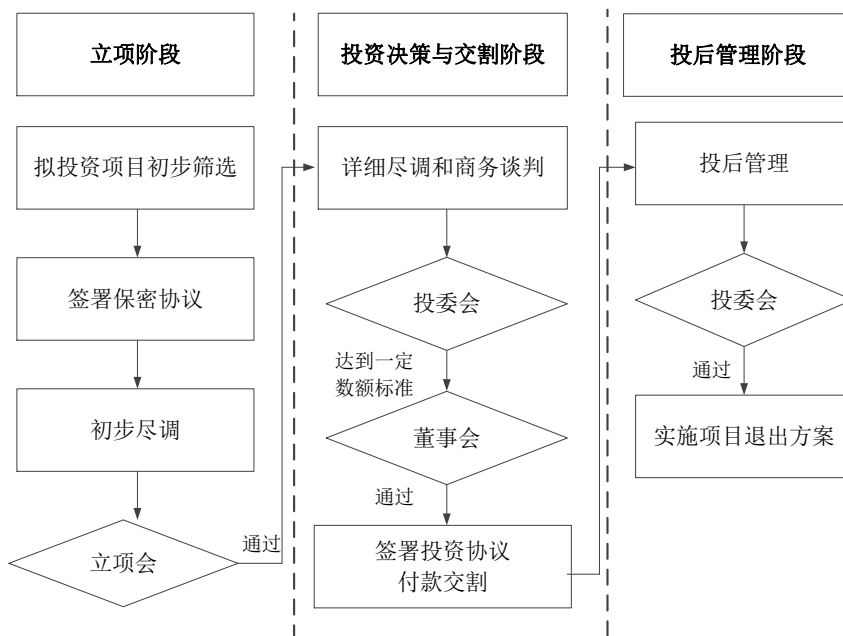 立项阶段
拟投资项目初步筛选
签署保密协议
初步尽调
立项会
通过
投资决策与交割阶段
详细尽调和商务谈判
投委会
达到一定
数额标准
董事会
通过
签署投资协议
付款交割
投后管理阶段
投后管理
投委会
通过
实施项目退出方案